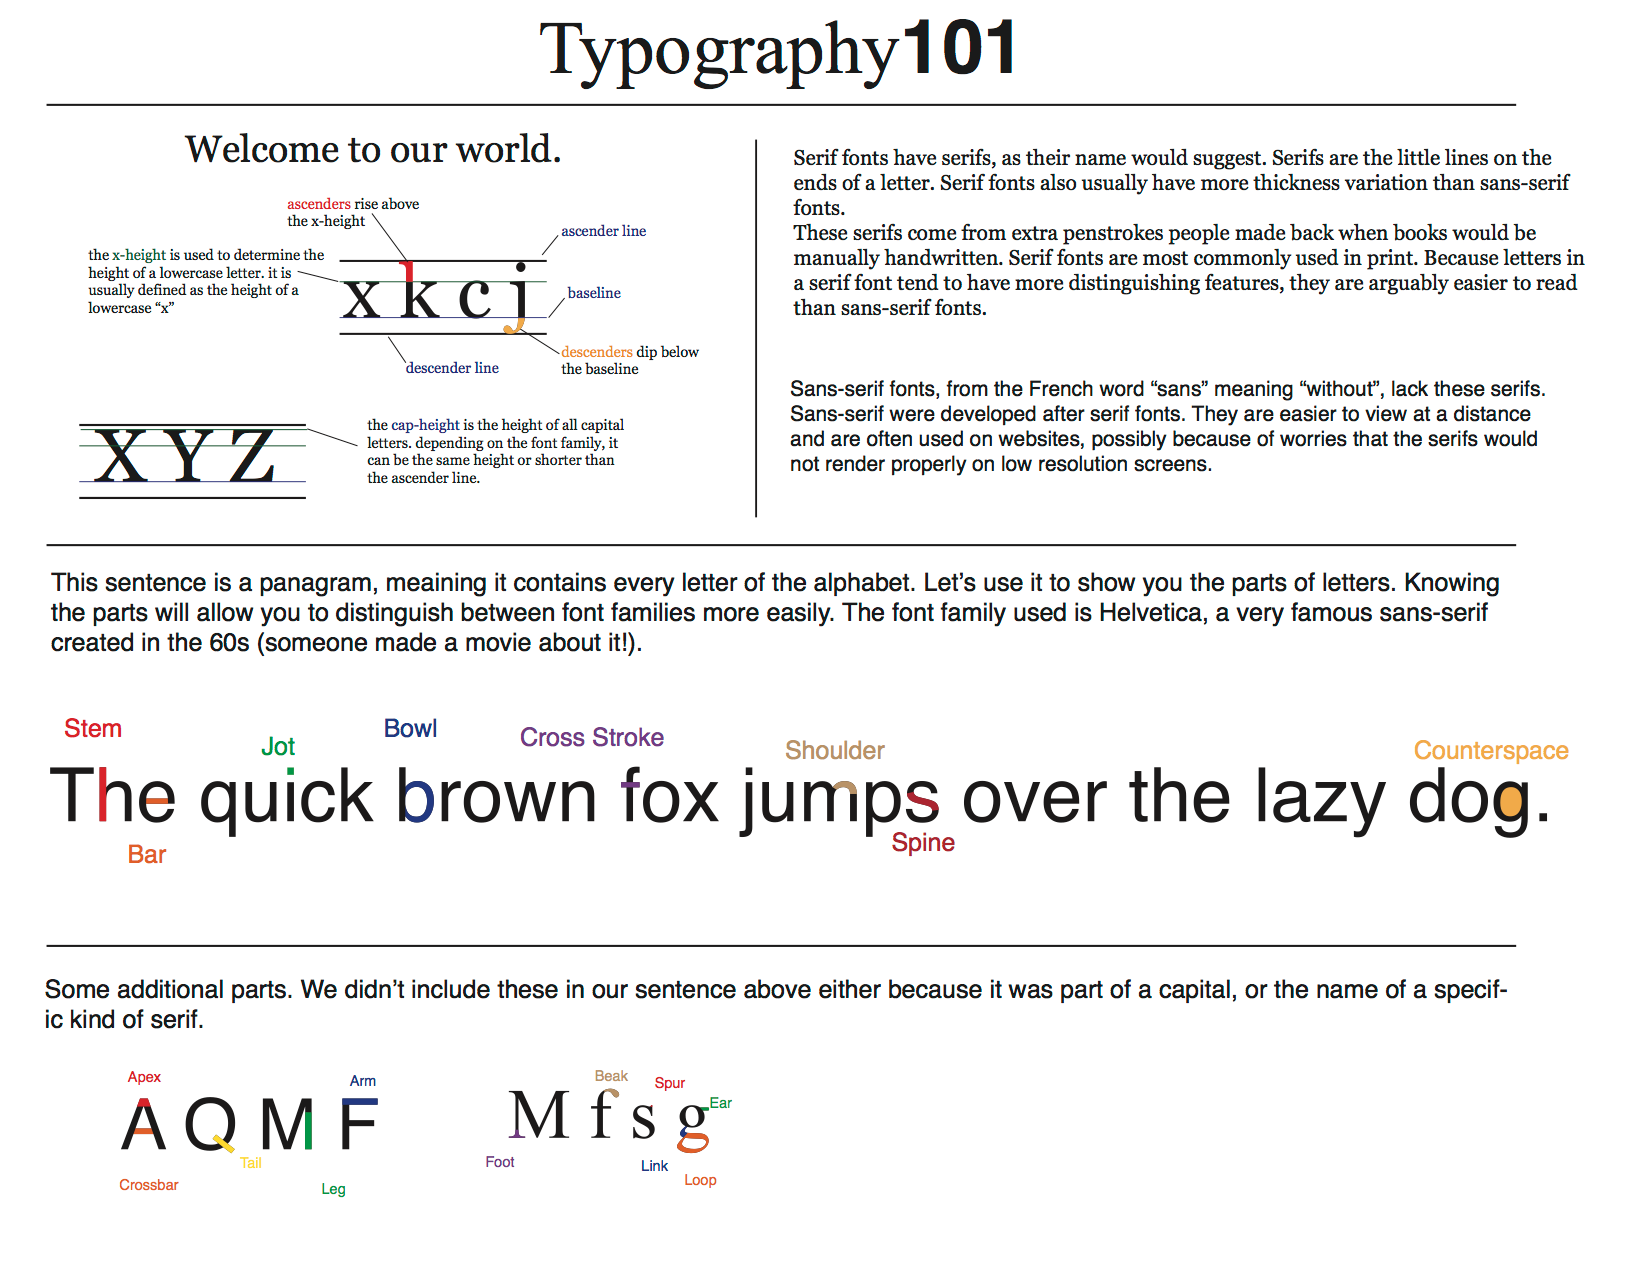 Typography101
Welcome to our world.
ascenders rise above
the x-height
ascender line
the x-height is used to determine the
height of a lowercase letter. it is
usually defined as the height of a
lowercase “x”
x k c j
baseline
descenders dip below
the baseline
descender line
X Y Z
the cap-height is the height of all capital
letters. depending on the font family, it
can be the same height or shorter than
the ascender line.
Serif fonts have serifs, as their name would suggest. Serifs are the little lines on the
ends of a letter. Serif fonts also usually have more thickness variation than sans-serif
fonts.
These serifs come from extra penstrokes people made back when books would be
manually handwritten. Serif fonts are most commonly used in print. Because letters in
a serif font tend to have more distinguishing features, they are arguably easier to read
than sans-serif fonts.
Sans-serif fonts, from the French word “sans” meaning “without”, lack these serifs.
Sans-serif were developed after serif fonts. They are easier to view at a distance
and are often used on websites, possibly because of worries that the serifs would
not render properly on low resolution screens.
This sentence is a panagram, meaining it contains every letter of the alphabet. Let’s use it to show you the parts of letters. Knowing
the parts will allow you to distinguish between font families more easily. The font family used is Helvetica, a very famous sans-serif
created in the 60s (someone made a movie about it!).
Stem
Jot
Bowl
Cross Stroke
Shoulder
Counterspace
The quick brown fox jumps over the lazy dog.
Bar
Spine
Some additional parts. We didn’t include these in our sentence above either because it was part of a capital, or the name of a specif-
ic kind of serif.
Apex
Arm
A Q M F
Tail
Crossbar
Leg
Beak
Spur
Ear
M f s g
Foot
Link
Loop